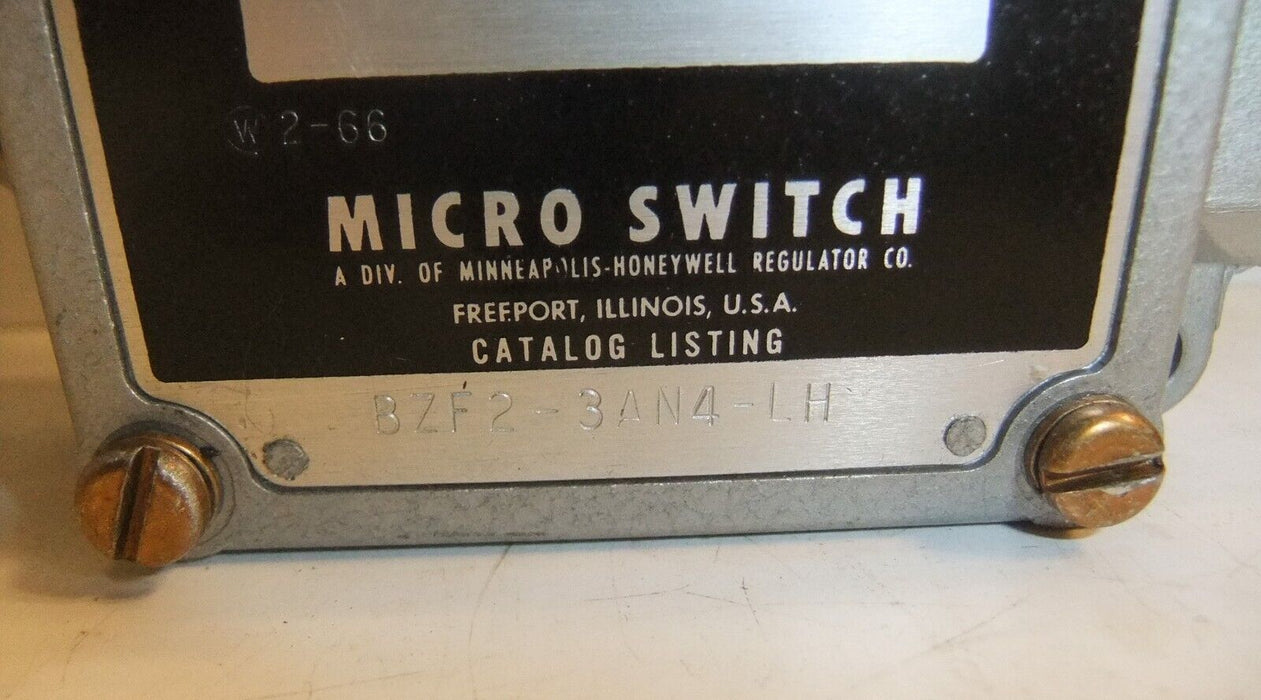 W 2-66
MICRO SWITCH
A DIV. OF MINNEAPOLIS-HONEYWELL REGULATOR CO.
FREEPORT, ILLINOIS, U.S.A.
CATALOG LISTING
BZF2-3AN4-LH